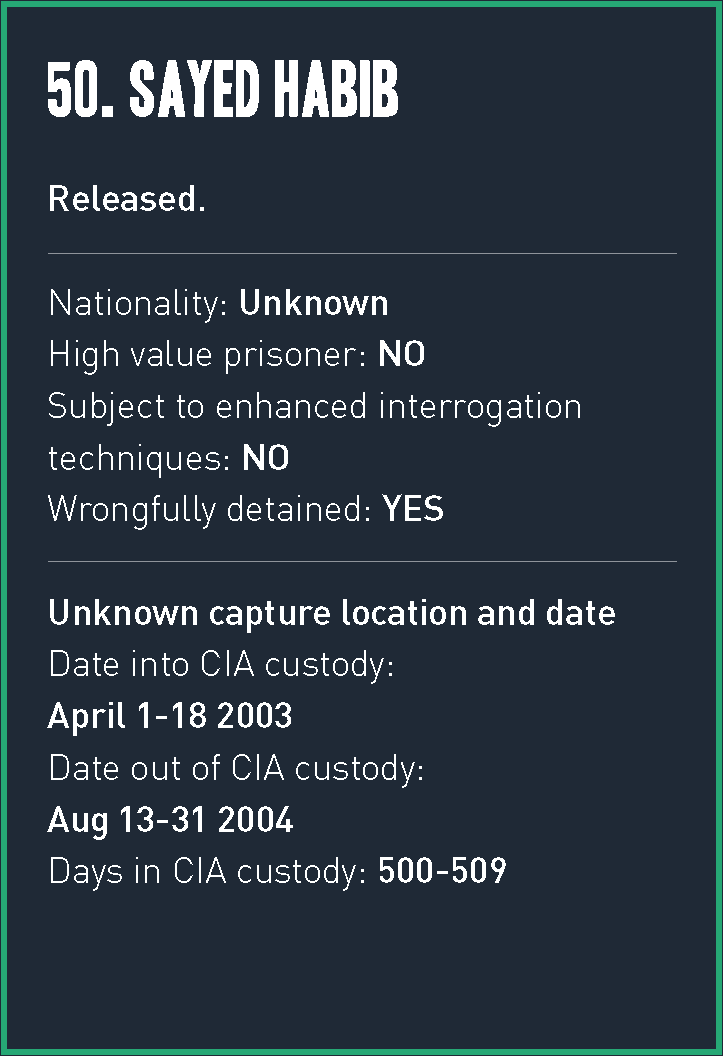 50. SAYED HABIB
Released.
Nationality: Unknown
High value prisoner: NO
Subject to enhanced interrogation
techniques: NO
Wrongfully detained: YES
Unknown capture location and date
Date into CIA custody:
April 1-18 2003
Date out of CIA custody:
Aug 13-31 2004
Days in CIA custody: 500-509